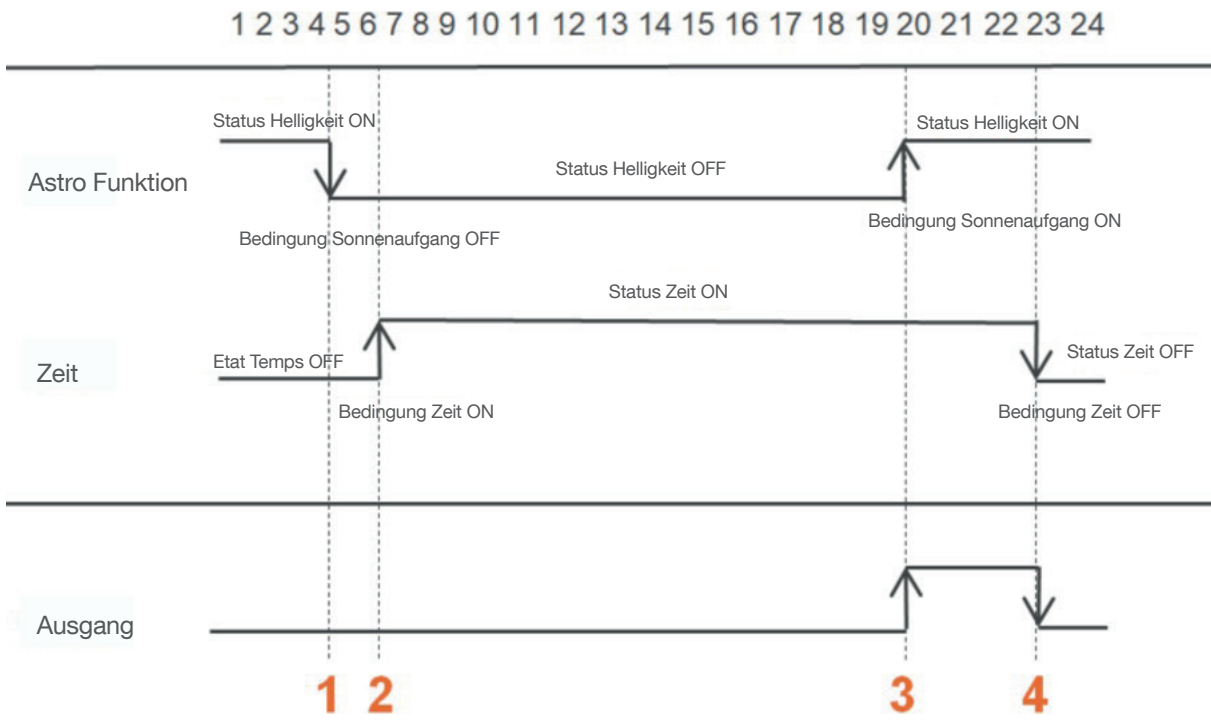 1 2 3 4 5 6 7 8 9 10 11 12 13 14 15 16 17 18 19 20 21 22 23 24
Status Helligkeit ON
Status Helligkeit ON
Astro Funktion
Status Helligkeit OFF
Bedingung Sonnenaufgang OFF
Bedingung Sonnenaufgang ON
Status Zeit ON
Zeit
Etat Temps OFF
Status Zeit OFF
Bedingung Zeit ON
Bedingung Zeit OFF
Ausgang
1 2 3 4